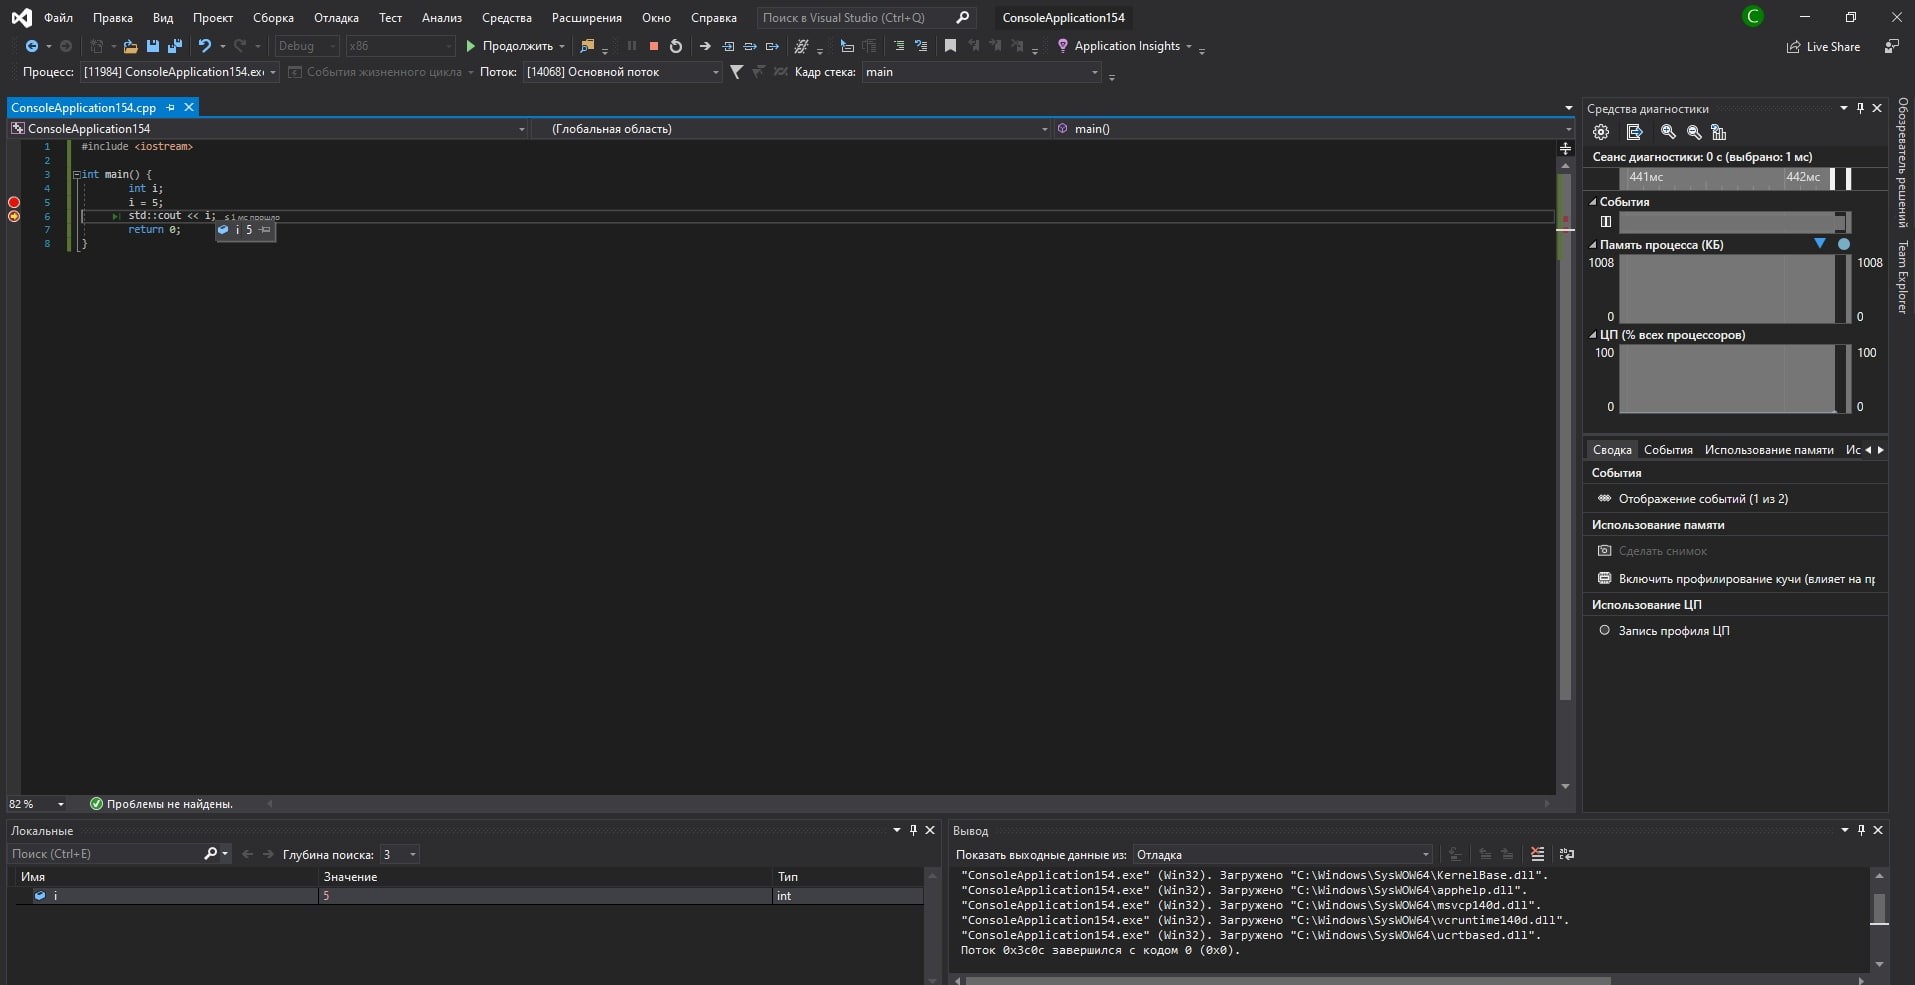 Файл Правка Вид Проект Сборка Отладка Тест Анализ Средства Расширения Окно Справка Поиск в Visual Studio (Ctrl+Q) ConsoleApplication154 C
Debug x86 Продолжить Application Insights Live Share
Процесс: [11984] ConsoleApplication154.exe События жизненного цикла Поток: [14068] Основной поток Кадр стека: main
ConsoleApplication154.cpp
ConsoleApplication154 (Глобальная область) main()
1 #include <iostream>
2
3 int main() {
4 int i;
5 i = 5;
6 std::cout << i; ≤ 1 мс прошло
7 return 0;
i 5
8 }
82 % Проблемы не найдены.
Средства диагностики
Сеанс диагностики: 0 с (выбрано: 1 мс)
441мс 442мс
События
Память процесса (КБ)
1008 1008
0 0
ЦП (% всех процессоров)
100 100
0 0
Сводка События Использование памяти Ис
События
Отображение событий (1 из 2)
Использование памяти
Сделать снимок
Включить профилирование кучи (влияет на пр
Использование ЦП
Запись профиля ЦП
Обозреватель решений
Team Explorer
Локальные
Поиск (Ctrl+E) Глубина поиска: 3
Имя Значение Тип
i 5 int
Вывод
Показать выходные данные из: Отладка
"ConsoleApplication154.exe" (Win32). Загружено "C:\Windows\SysWOW64\KernelBase.dll".
"ConsoleApplication154.exe" (Win32). Загружено "C:\Windows\SysWOW64\apphelp.dll".
"ConsoleApplication154.exe" (Win32). Загружено "C:\Windows\SysWOW64\msvcp140d.dll".
"ConsoleApplication154.exe" (Win32). Загружено "C:\Windows\SysWOW64\vcruntime140d.dll".
"ConsoleApplication154.exe" (Win32). Загружено "C:\Windows\SysWOW64\ucrtbased.dll".
Поток 0x3c0c завершился с кодом 0 (0x0).